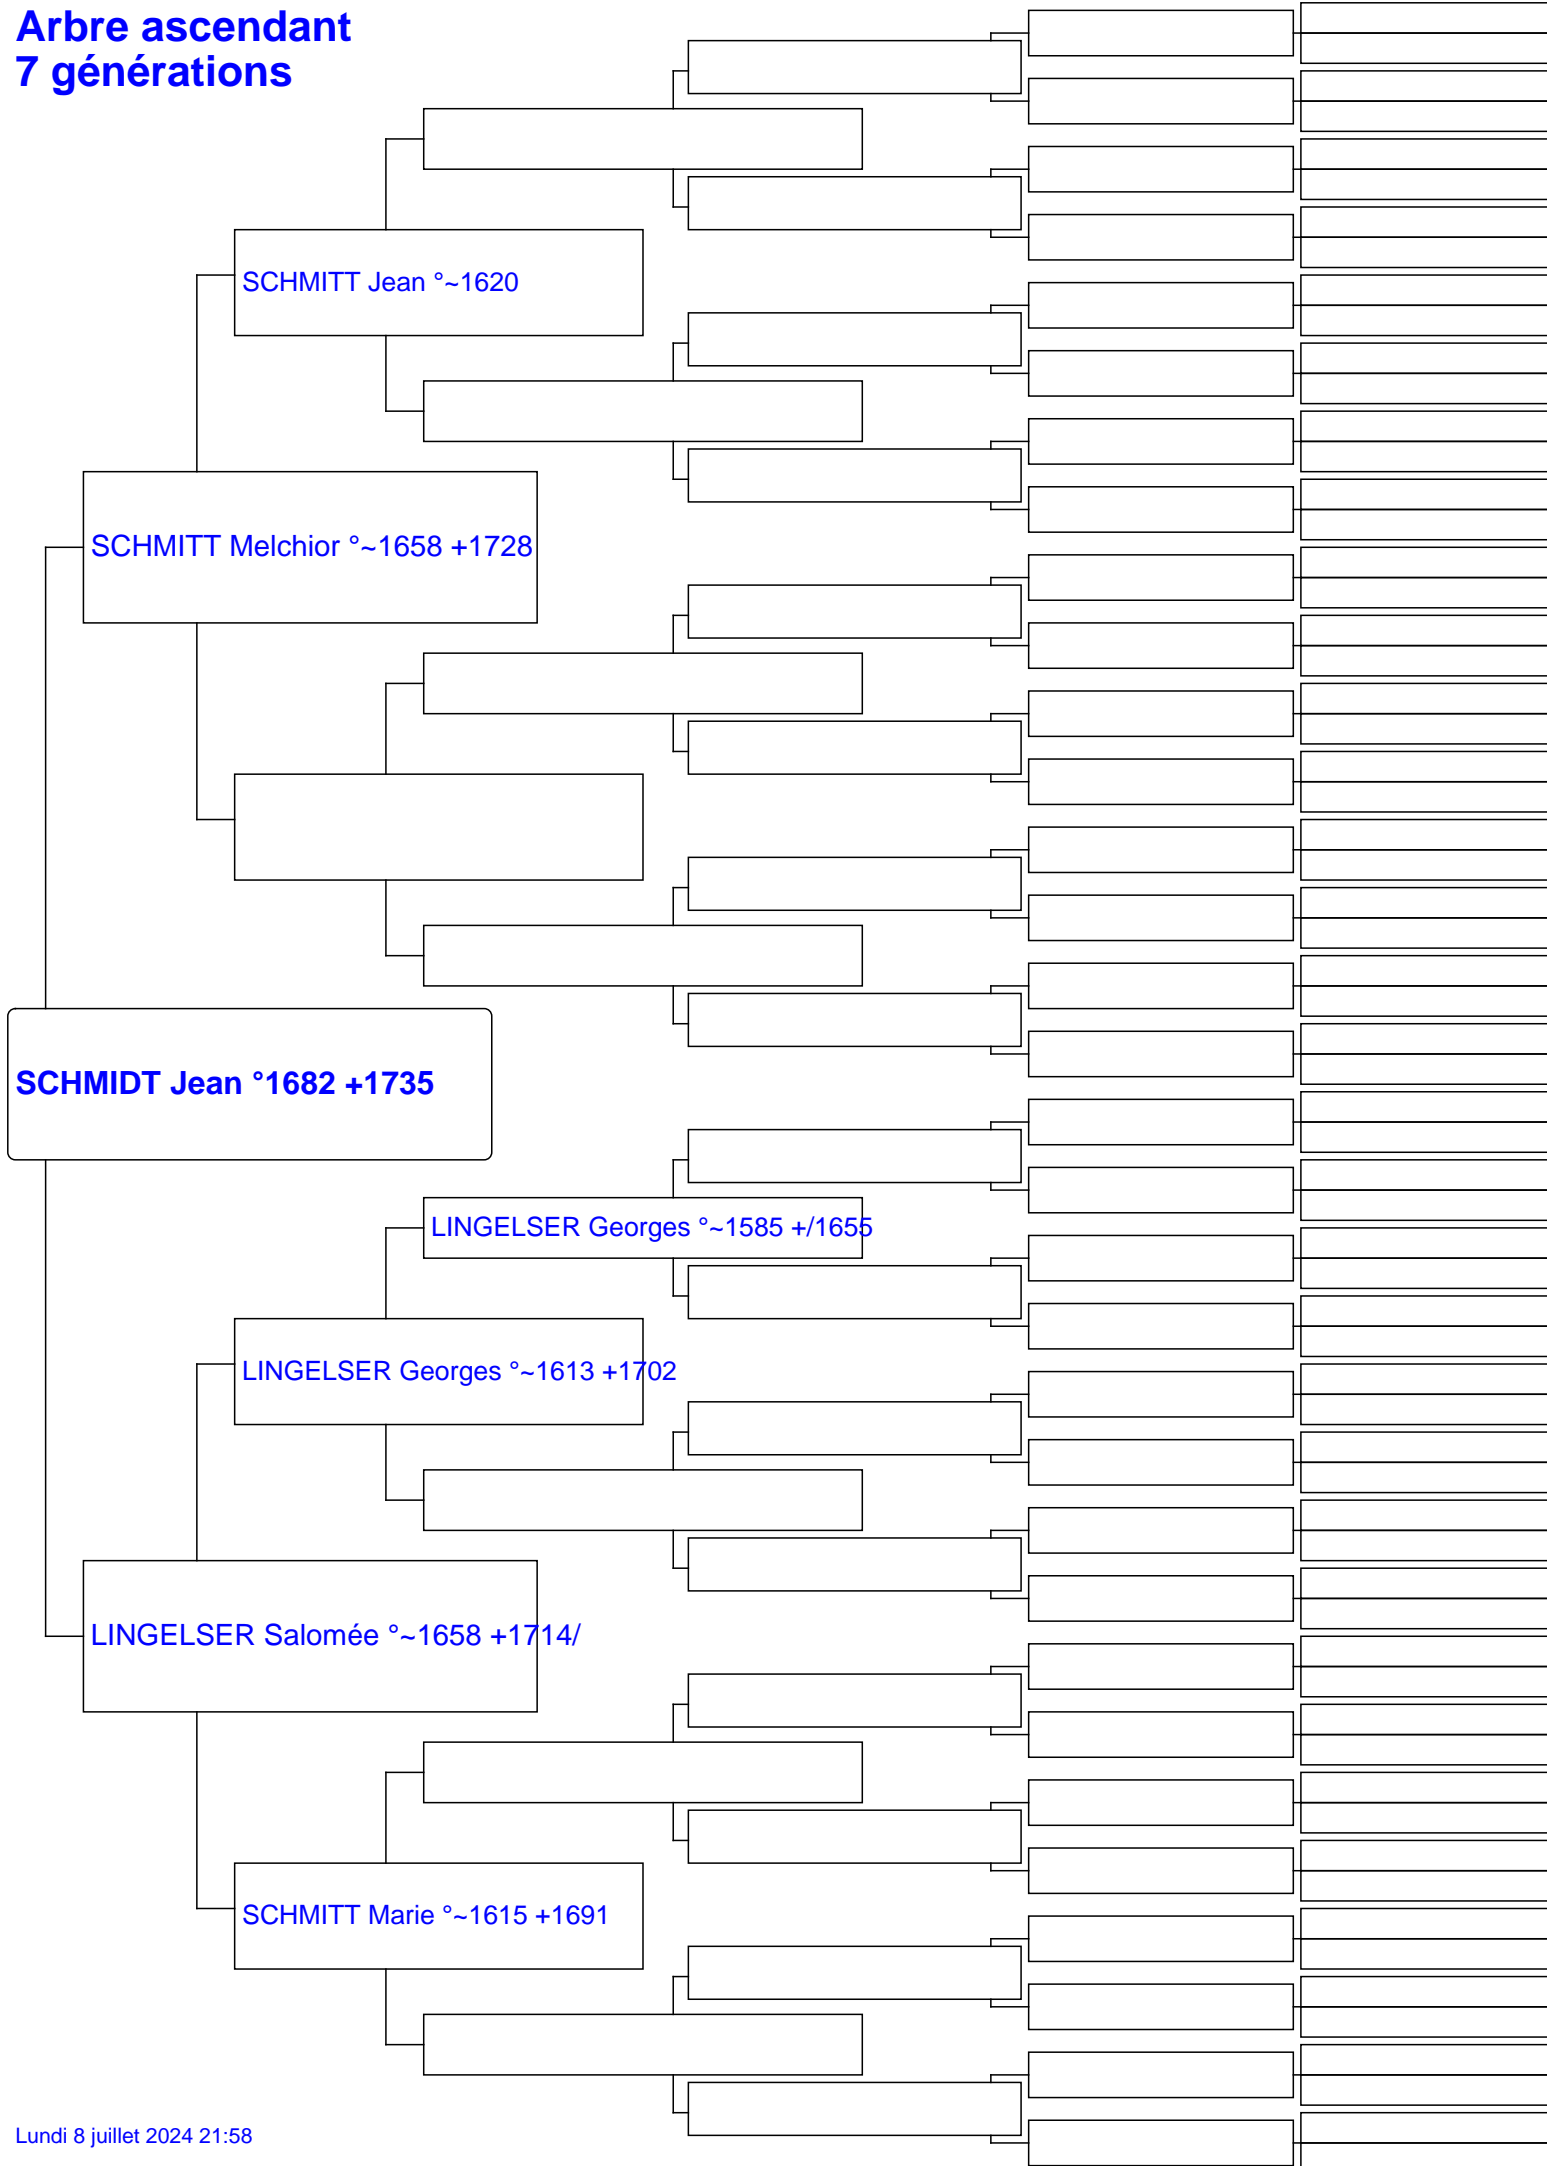 Arbre ascendant
7 générations
SCHMITT Jean °~1620
SCHMITT Melchior °~1658 +1728
SCHMIDT Jean °1682 +1735
LINGELSER Georges °~1585 +/1655
LINGELSER Georges °~1613 +1702
LINGELSER Salomée °~1658 +1714/
SCHMITT Marie °~1615 +1691
Lundi 8 juillet 2024 21:58